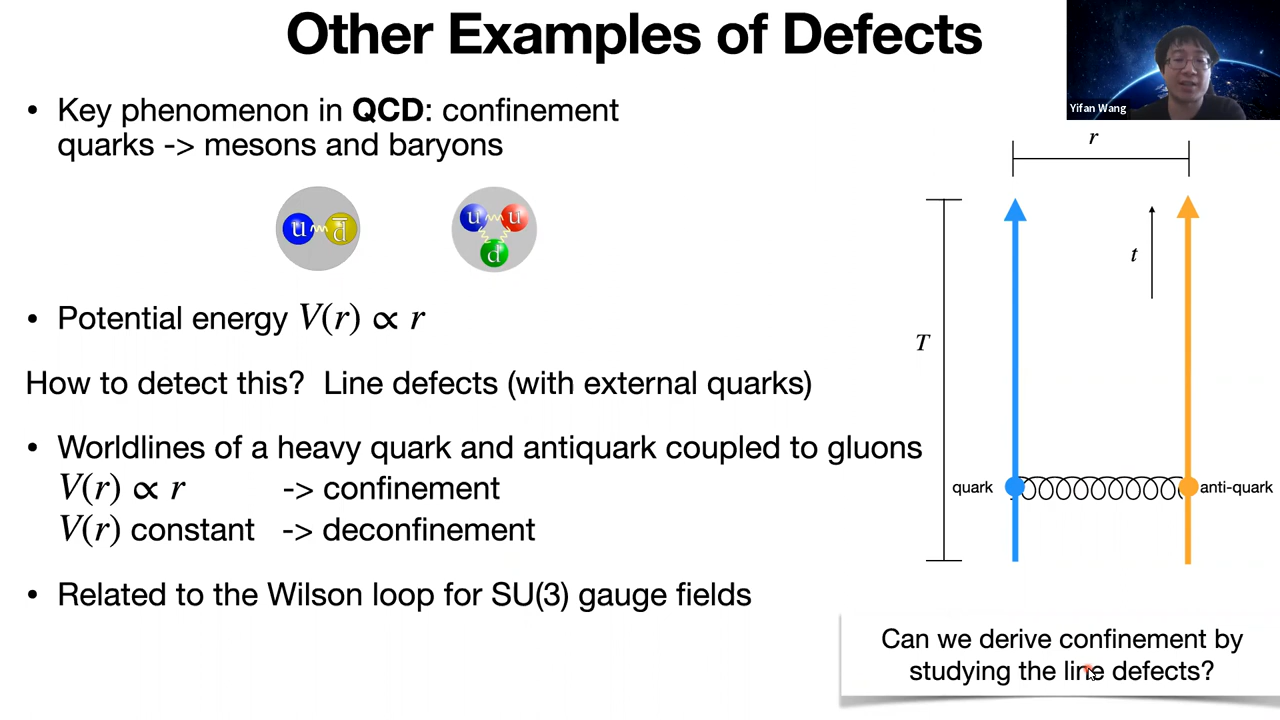 Other Examples of Defects
Yifan Wang
• Key phenomenon in QCD: confinement
quarks -> mesons and baryons
u d̅
u u
d
• Potential energy V(r) ∝ r
How to detect this? Line defects (with external quarks)
• Worldlines of a heavy quark and antiquark coupled to gluons
V(r) ∝ r -> confinement
V(r) constant -> deconfinement
• Related to the Wilson loop for SU(3) gauge fields
r
t
T
quark
anti-quark
Can we derive confinement by
studying the line defects?